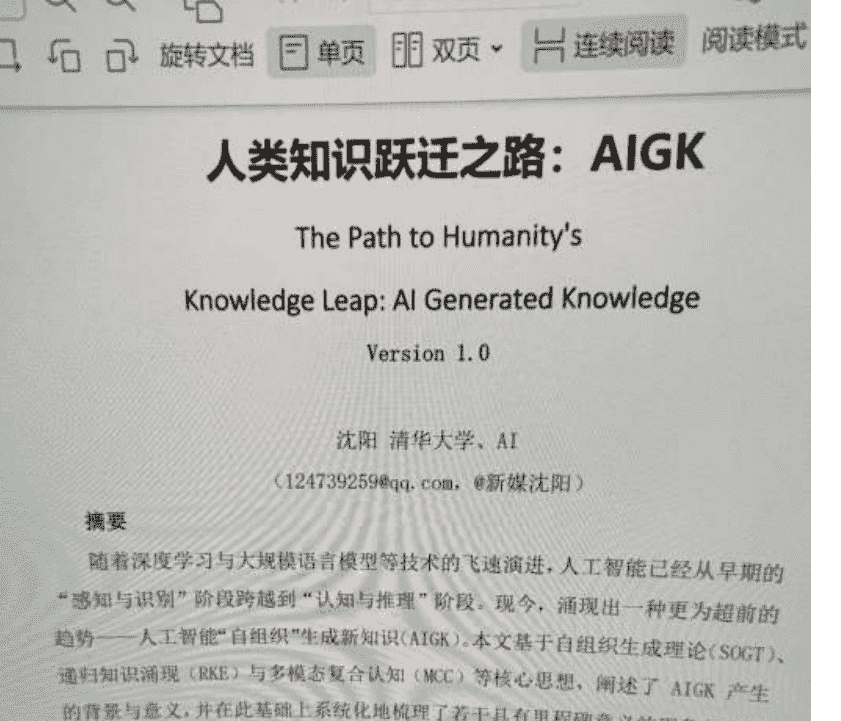 旋转文档 单页 双页 连续阅读 阅读模式
人类知识跃迁之路：AIGK
The Path to Humanity's
Knowledge Leap: AI Generated Knowledge
Version 1.0
沈阳 清华大学、AI
（124739259@qq.com，@新媒沈阳）
摘要
随着深度学习与大规模语言模型等技术的飞速演进，人工智能已经从早期的
“感知与识别”阶段跨越到“认知与推理”阶段。现今，涌现出一种更为超前的
趋势——人工智能“自组织”生成新知识（AIGK）。本文基于自组织生成理论（SOGT）、
递归知识涌现（RKE）与多模态复合认知（MCC）等核心思想，阐述了 AIGK 产生
的背景与意义，并在此基础上系统化地梳理了若干具有里程碑意义的